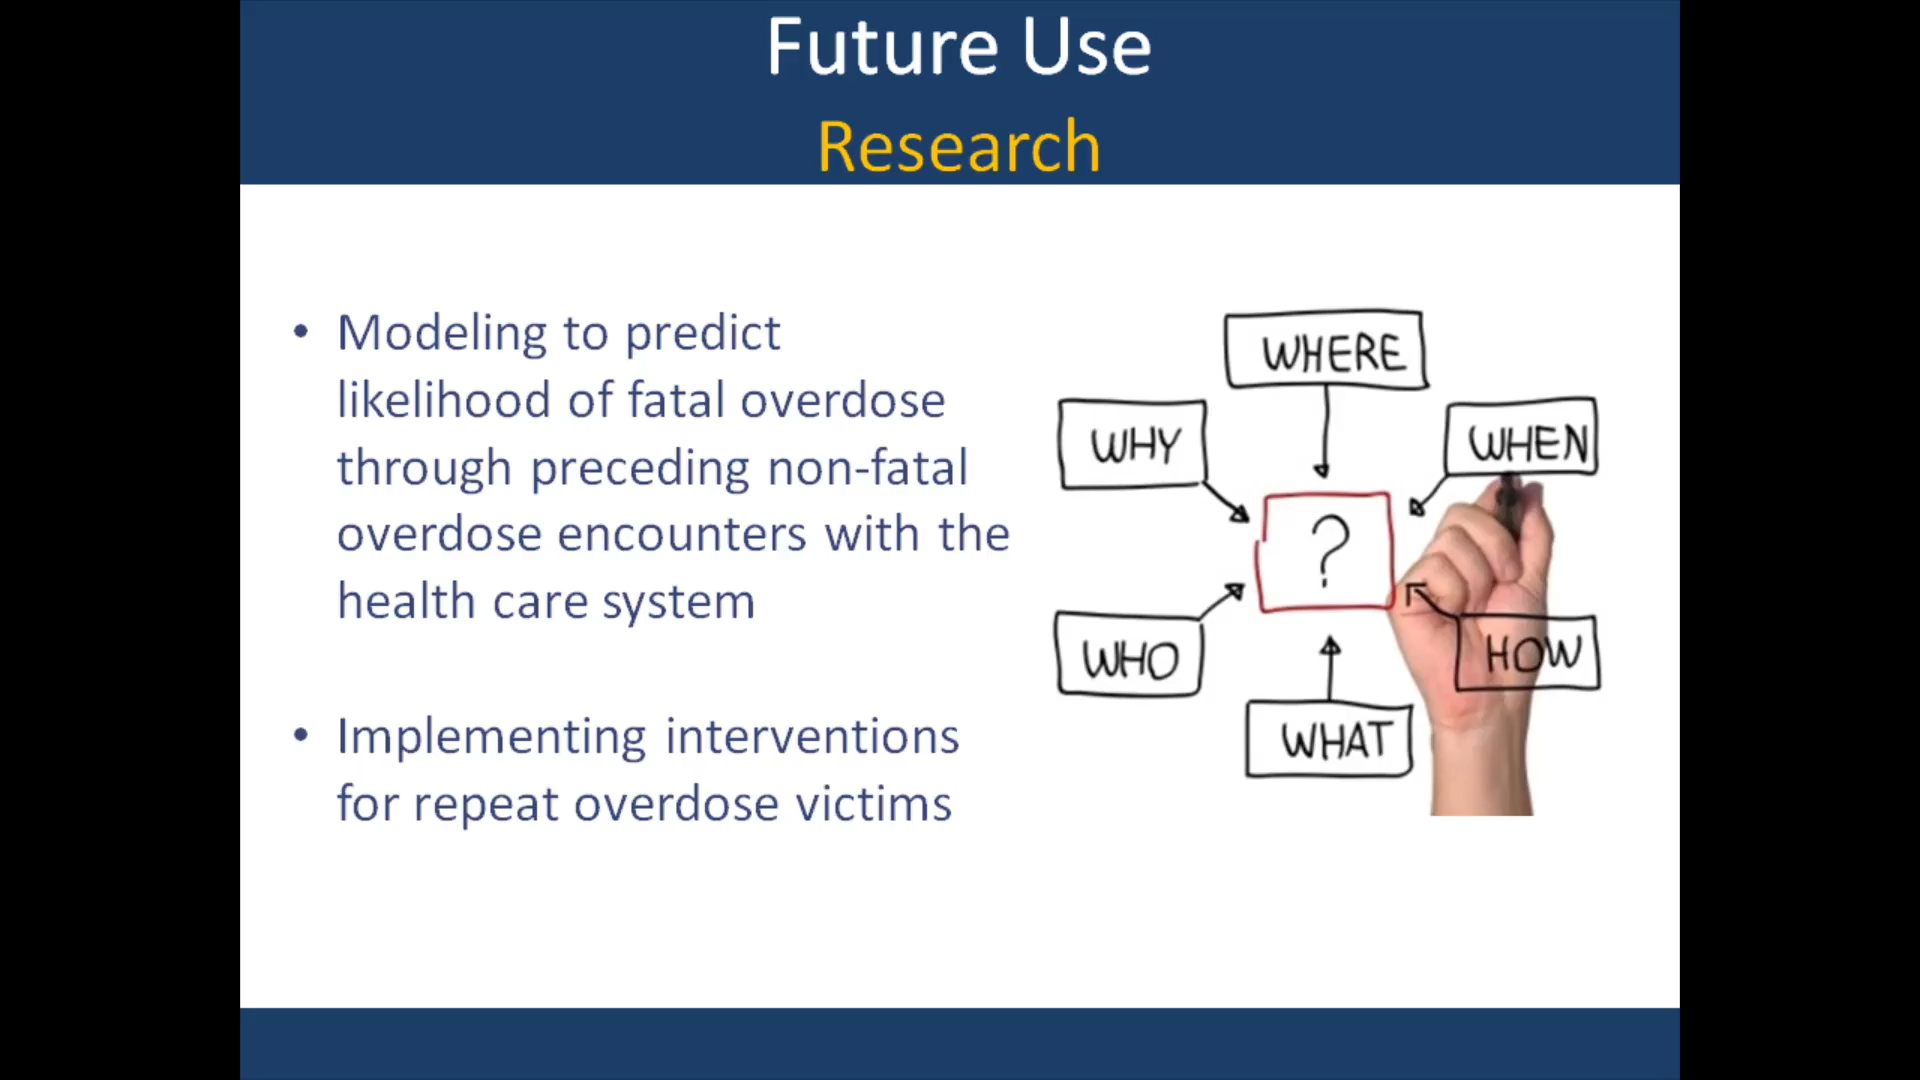 Future Use
Research
• Modeling to predict
likelihood of fatal overdose
through preceding non-fatal
overdose encounters with the
health care system
• Implementing interventions
for repeat overdose victims
WHERE
WHY
WHEN
?
WHO
HOW
WHAT